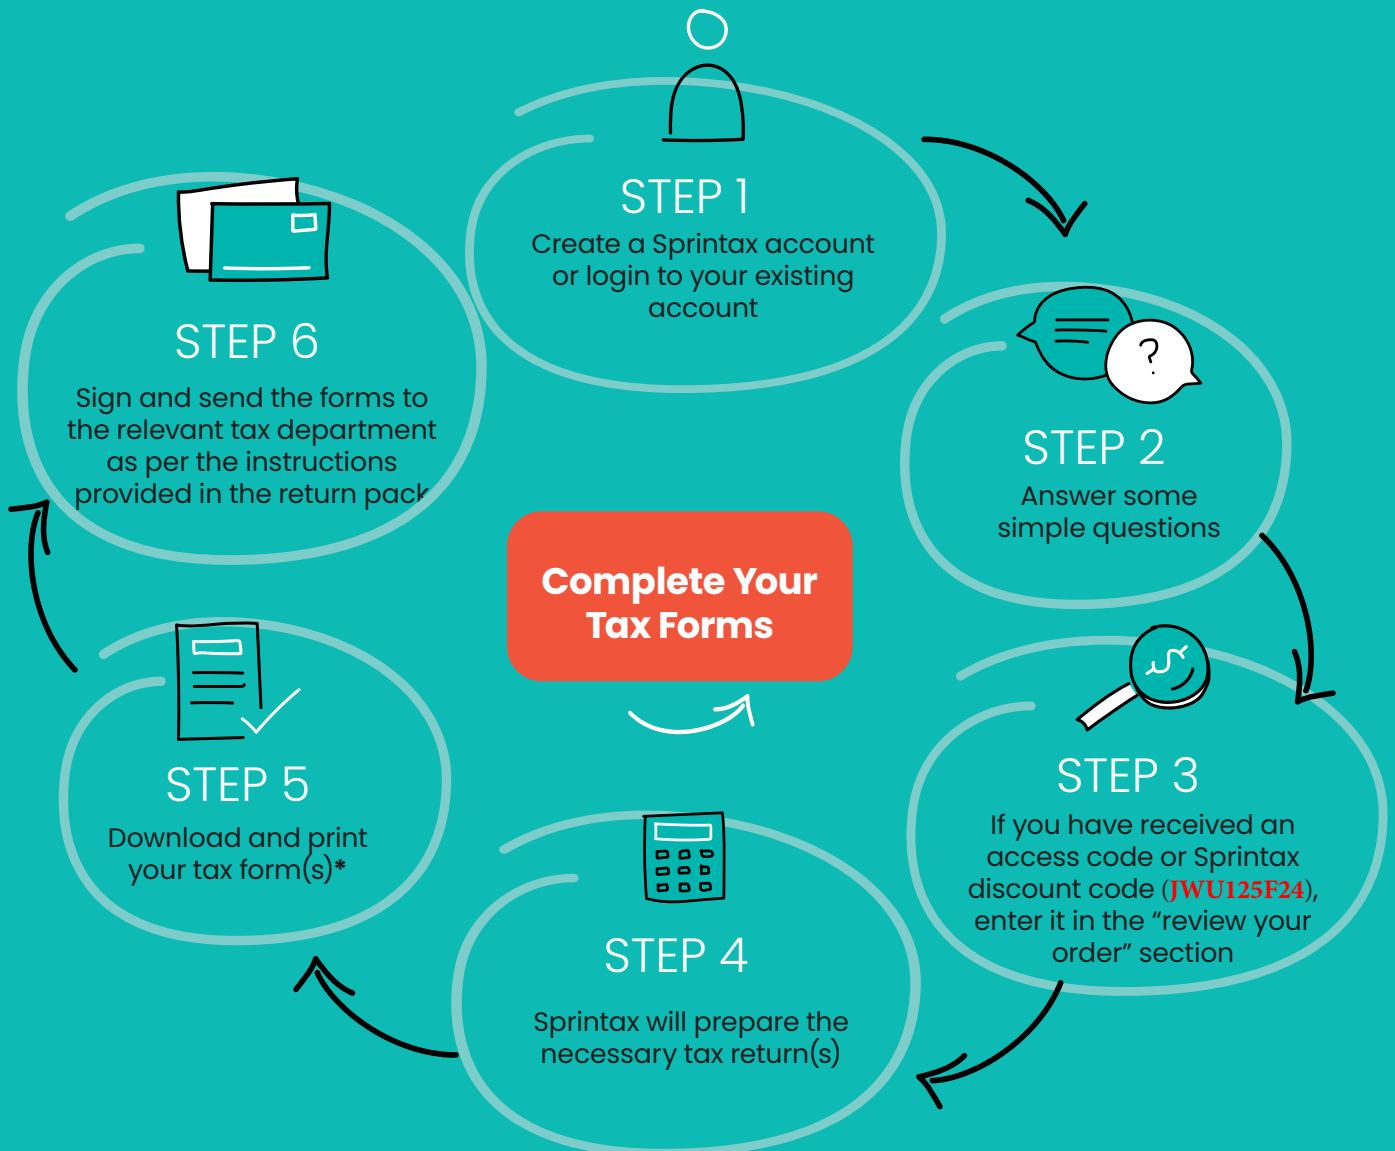 STEP 1
Create a Sprintax account
or login to your existing
account
STEP 2
Answer some
simple questions
?
STEP 3
If you have received an
access code or Sprintax
discount code (JWU125F24),
enter it in the “review your
order” section
STEP 4
Sprintax will prepare the
necessary tax return(s)
STEP 5
Download and print
your tax form(s)*
STEP 6
Sign and send the forms to
the relevant tax department
as per the instructions
provided in the return pack
Complete Your
Tax Forms